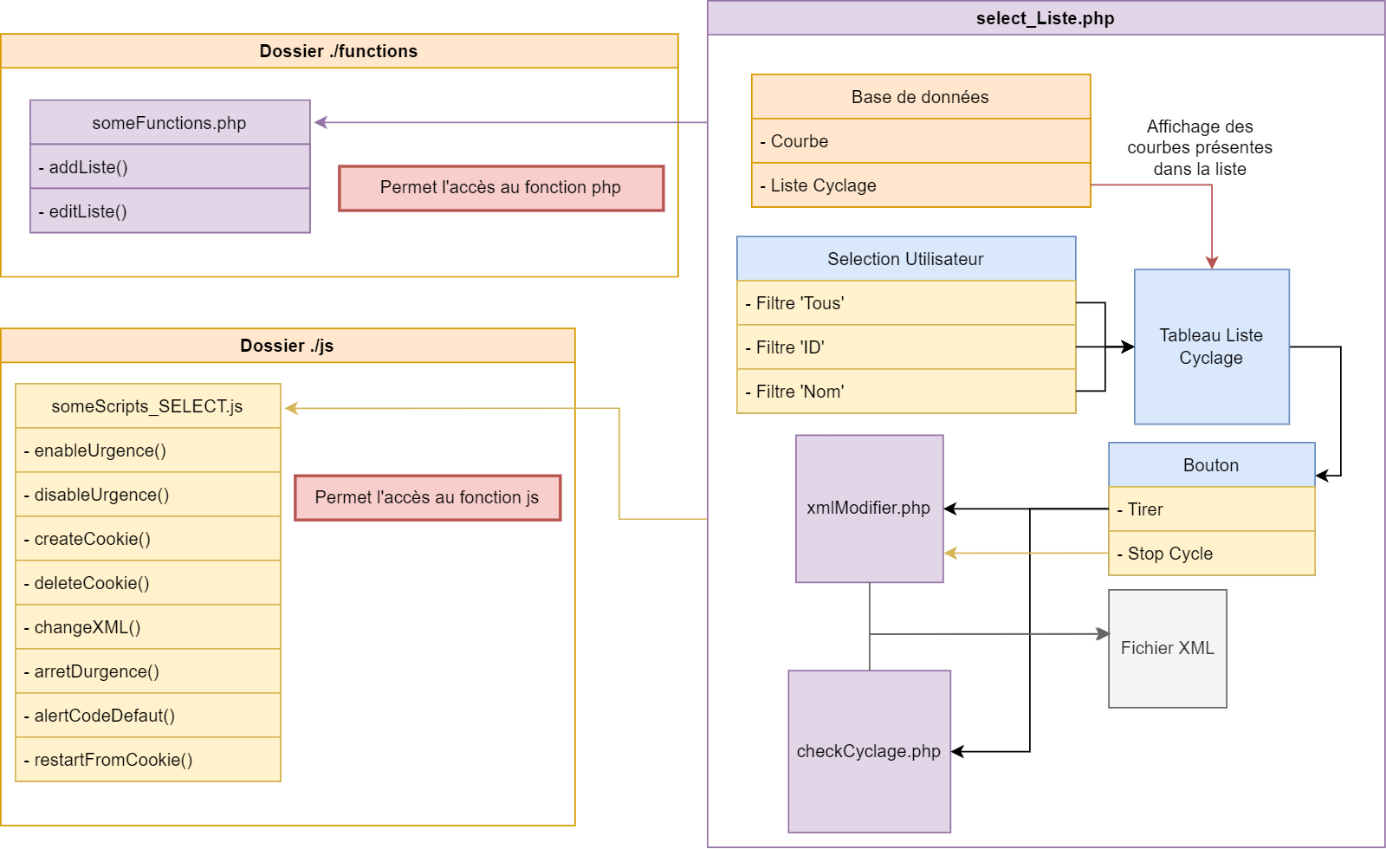 Dossier ./functions
someFunctions.php
- addListe()
- editListe()
Permet l'accès au fonction php
Dossier ./js
someScripts_SELECT.js
- enableUrgence()
- disableUrgence()
- createCookie()
- deleteCookie()
- changeXML()
- arretDurgence()
- alertCodeDefaut()
- restartFromCookie()
Permet l'accès au fonction js
select_Liste.php
Base de données
- Courbe
- Liste Cyclage
Affichage des
courbes présentes
dans la liste
Selection Utilisateur
- Filtre 'Tous'
- Filtre 'ID'
- Filtre 'Nom'
Tableau Liste
Cyclage
Bouton
- Tirer
- Stop Cycle
xmlModifier.php
Fichier XML
checkCyclage.php